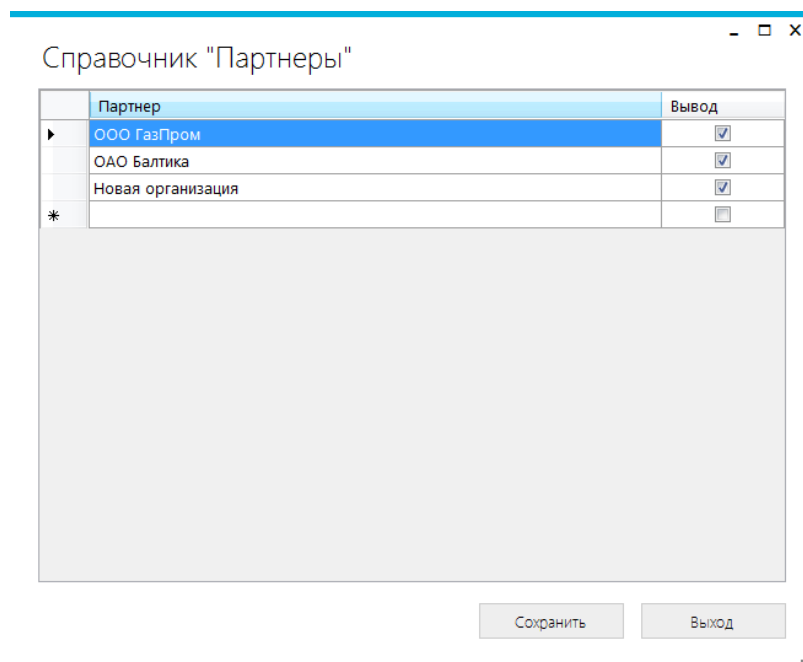 Справочник "Партнеры"
Партнер Вывод
ООО ГазПром
ОАО Балтика
Новая организация
Сохранить Выход